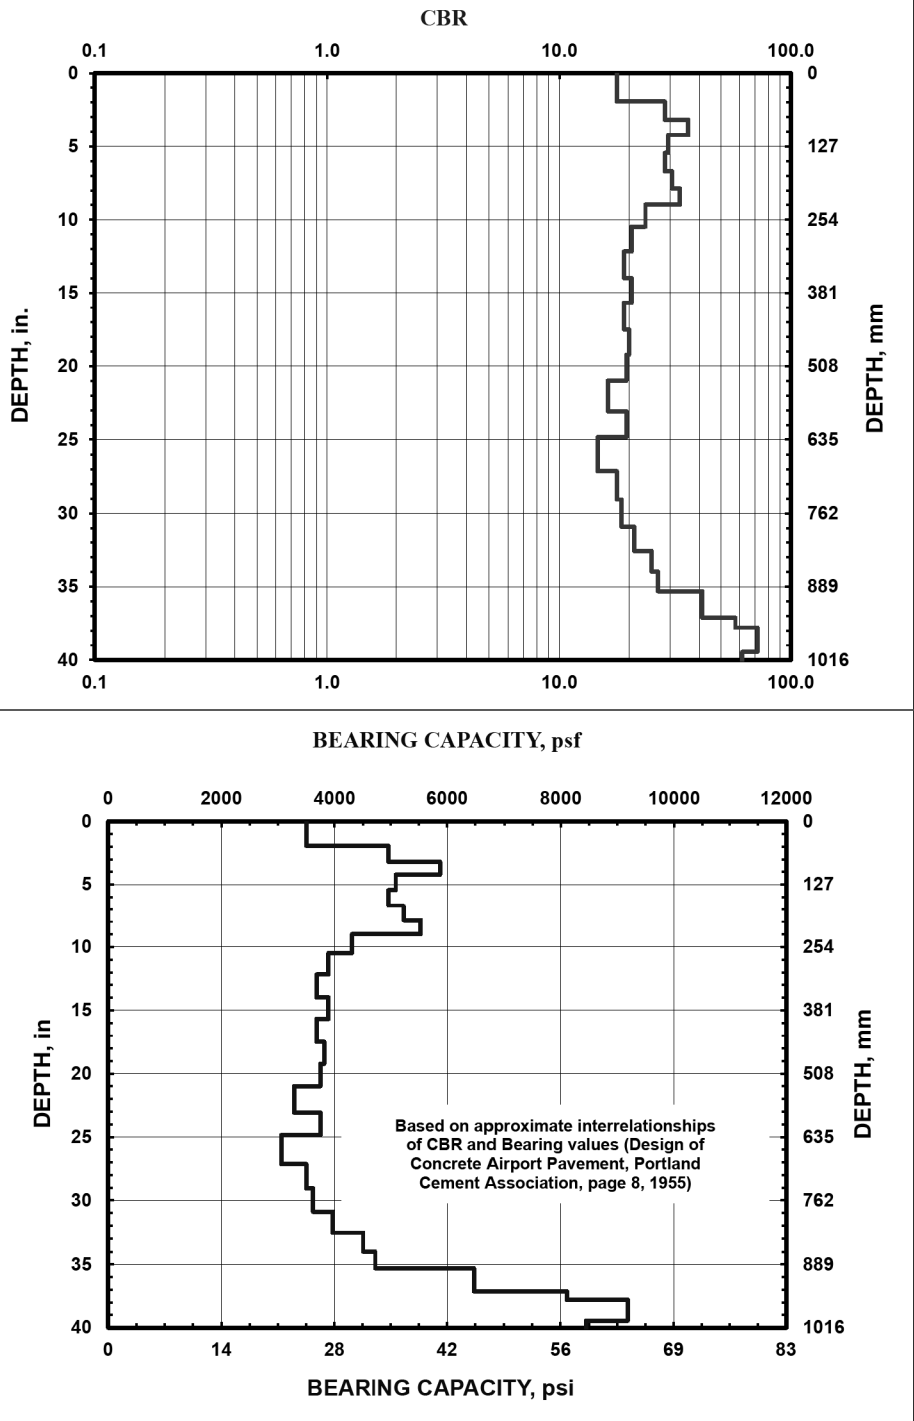 CBR
0.1 1.0 10.0 100.0
0 0
5 127
10 254
15 381
20 508
25 635
30 762
35 889
40 1016
DEPTH, in.
DEPTH, mm
0.1 1.0 10.0 100.0
BEARING CAPACITY, psf
0 2000 4000 6000 8000 10000 12000
0 0
5 127
10 254
15 381
20 508
25 635
30 762
35 889
40 1016
DEPTH, in
DEPTH, mm
Based on approximate interrelationships
of CBR and Bearing values (Design of
Concrete Airport Pavement, Portland
Cement Association, page 8, 1955)
0 14 28 42 56 69 83
BEARING CAPACITY, psi